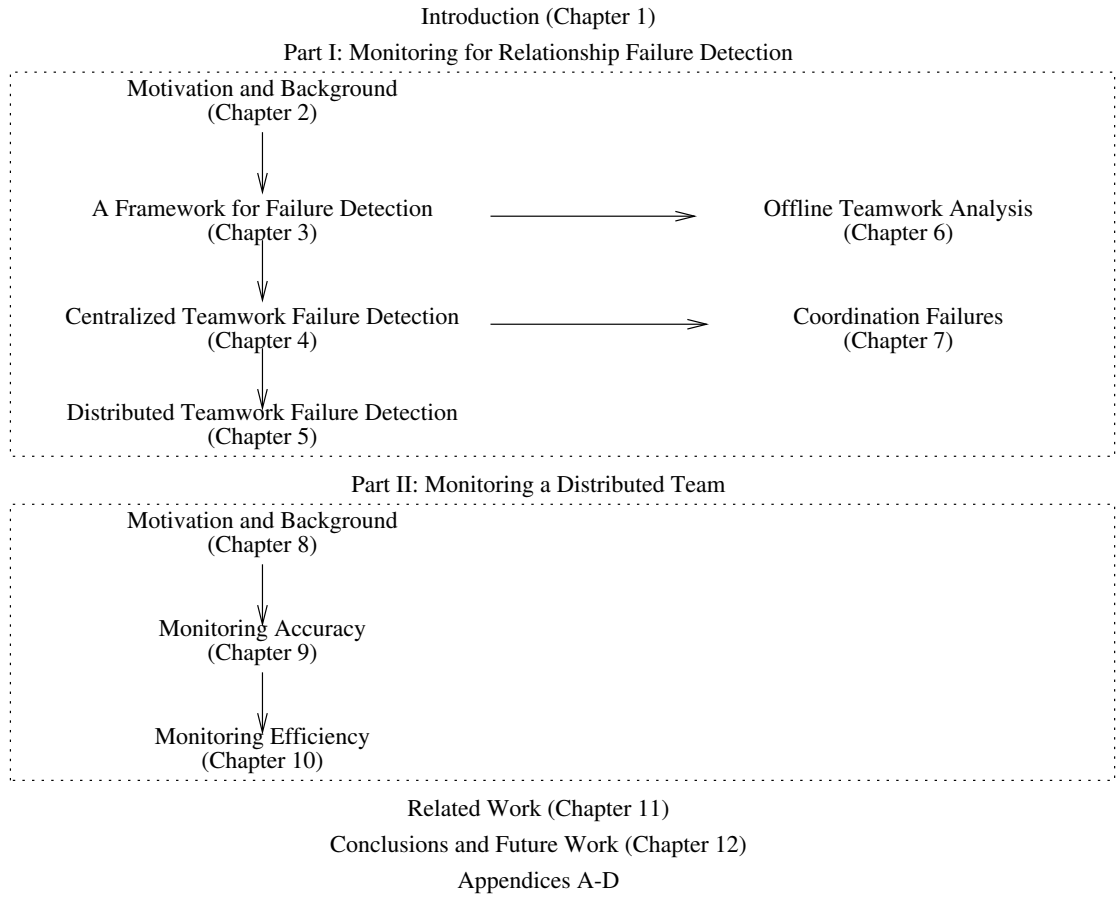 Introduction (Chapter 1)
Part I: Monitoring for Relationship Failure Detection
Motivation and Background
(Chapter 2)
A Framework for Failure Detection
(Chapter 3)
Offline Teamwork Analysis
(Chapter 6)
Centralized Teamwork Failure Detection
(Chapter 4)
Coordination Failures
(Chapter 7)
Distributed Teamwork Failure Detection
(Chapter 5)
Part II: Monitoring a Distributed Team
Motivation and Background
(Chapter 8)
Monitoring Accuracy
(Chapter 9)
Monitoring Efficiency
(Chapter 10)
Related Work (Chapter 11)
Conclusions and Future Work (Chapter 12)
Appendices A-D